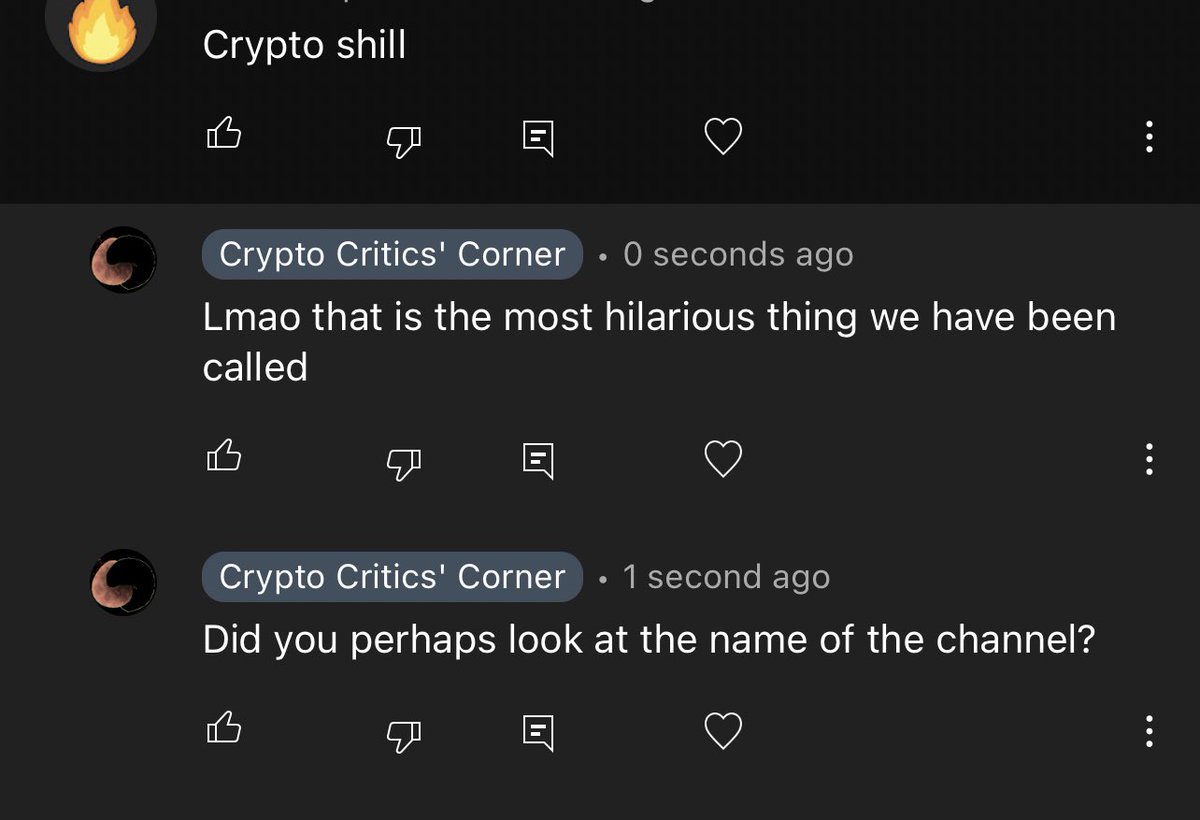 Crypto shill
Crypto Critics' Corner • 0 seconds ago
Lmao that is the most hilarious thing we have been
called
Crypto Critics' Corner • 1 second ago
Did you perhaps look at the name of the channel?